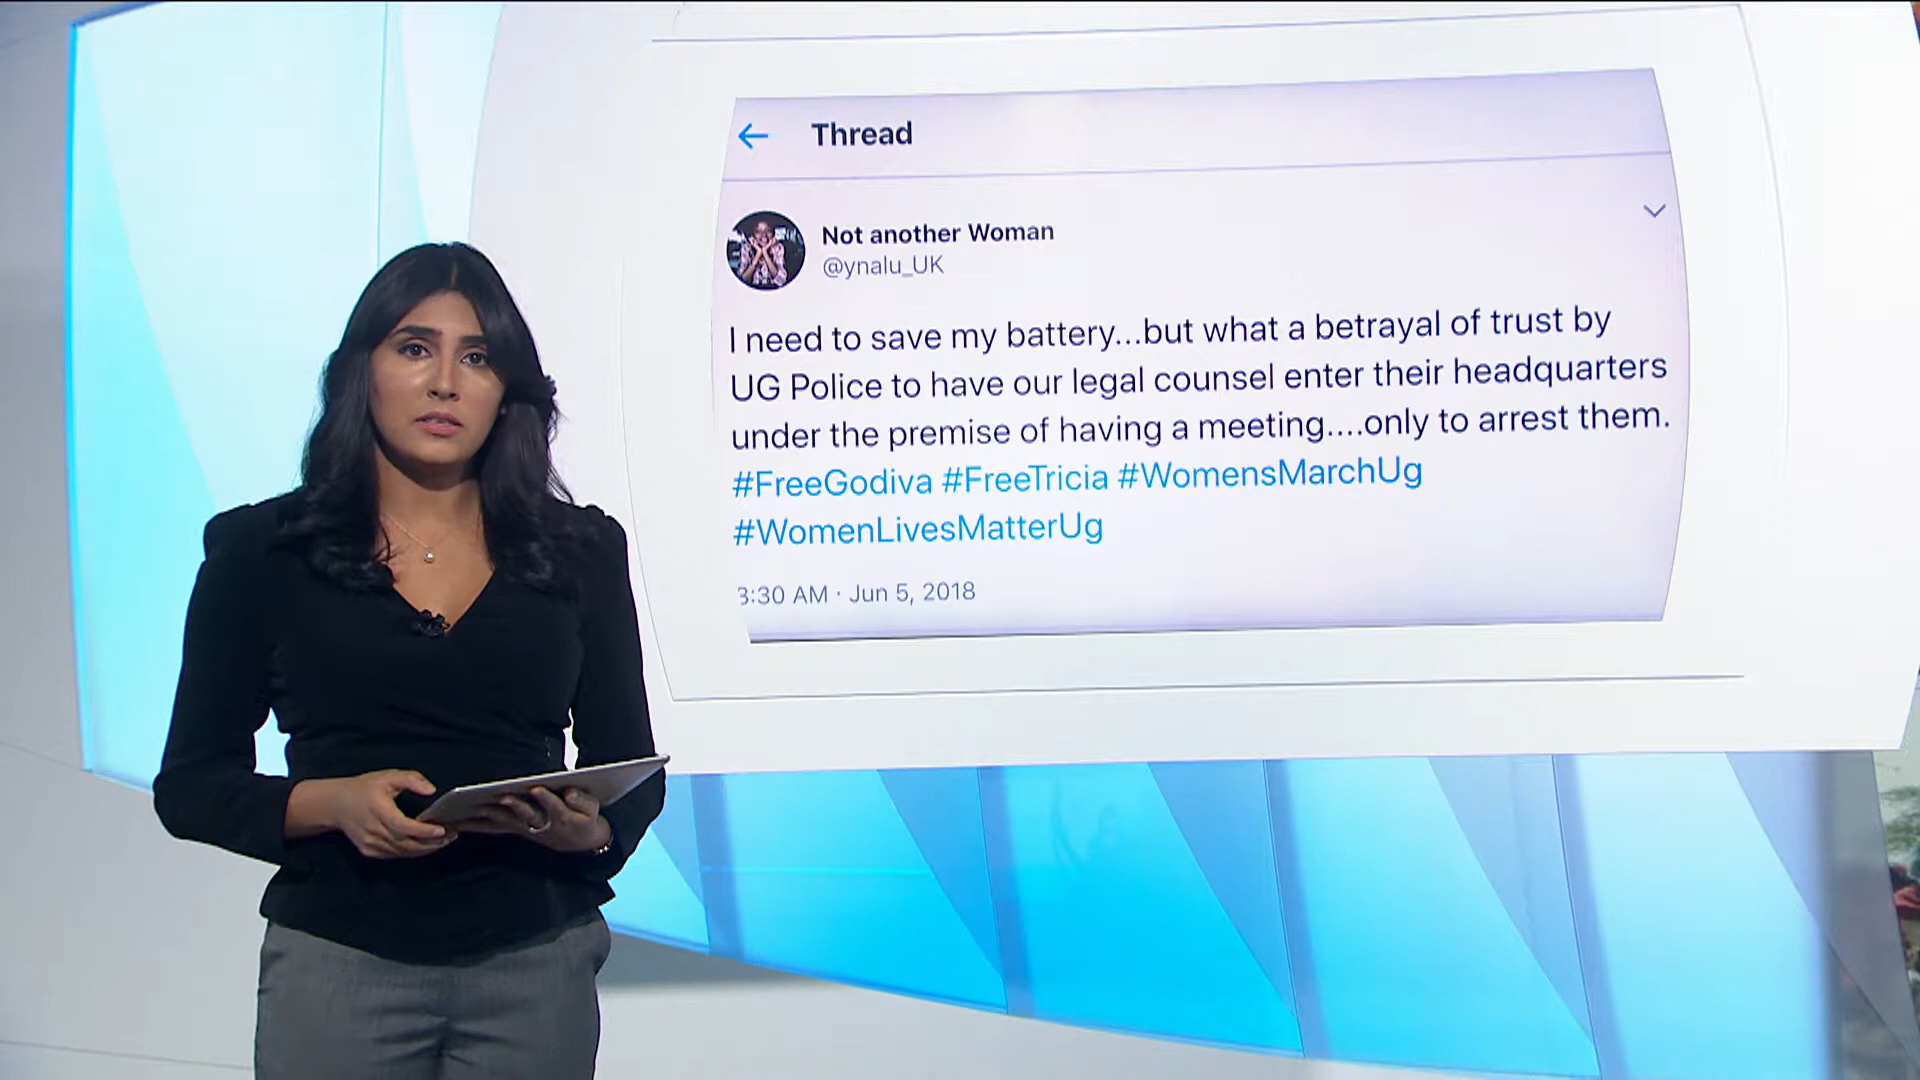 Thread
Not another Woman
@ynalu_UK
I need to save my battery...but what a betrayal of trust by
UG Police to have our legal counsel enter their headquarters
under the premise of having a meeting....only to arrest them.
#FreeGodiva #FreeTricia #WomensMarchUg
#WomenLivesMatterUg
3:30 AM · Jun 5, 2018